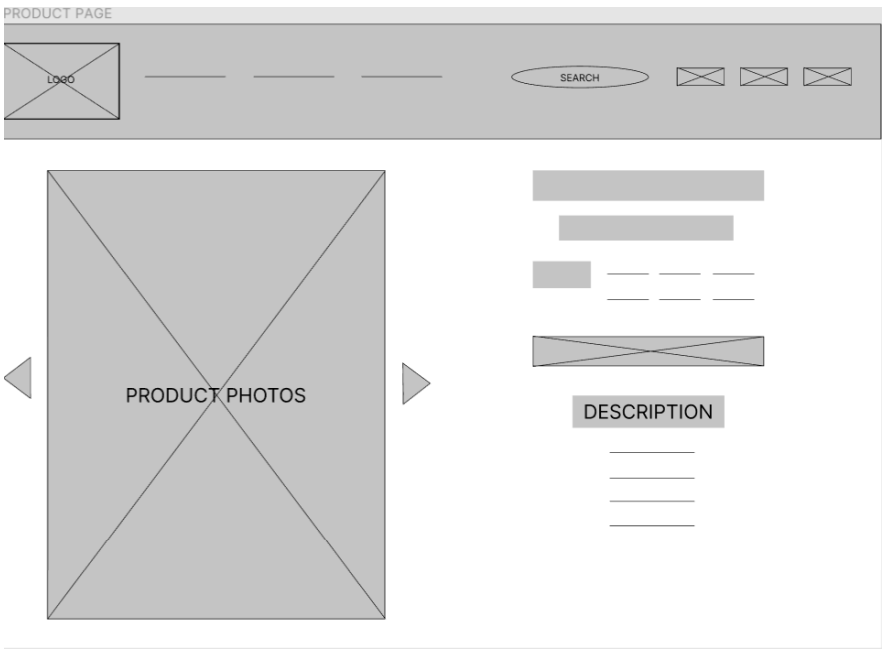 PRODUCT PAGE
LOGO
SEARCH
PRODUCT PHOTOS
DESCRIPTION